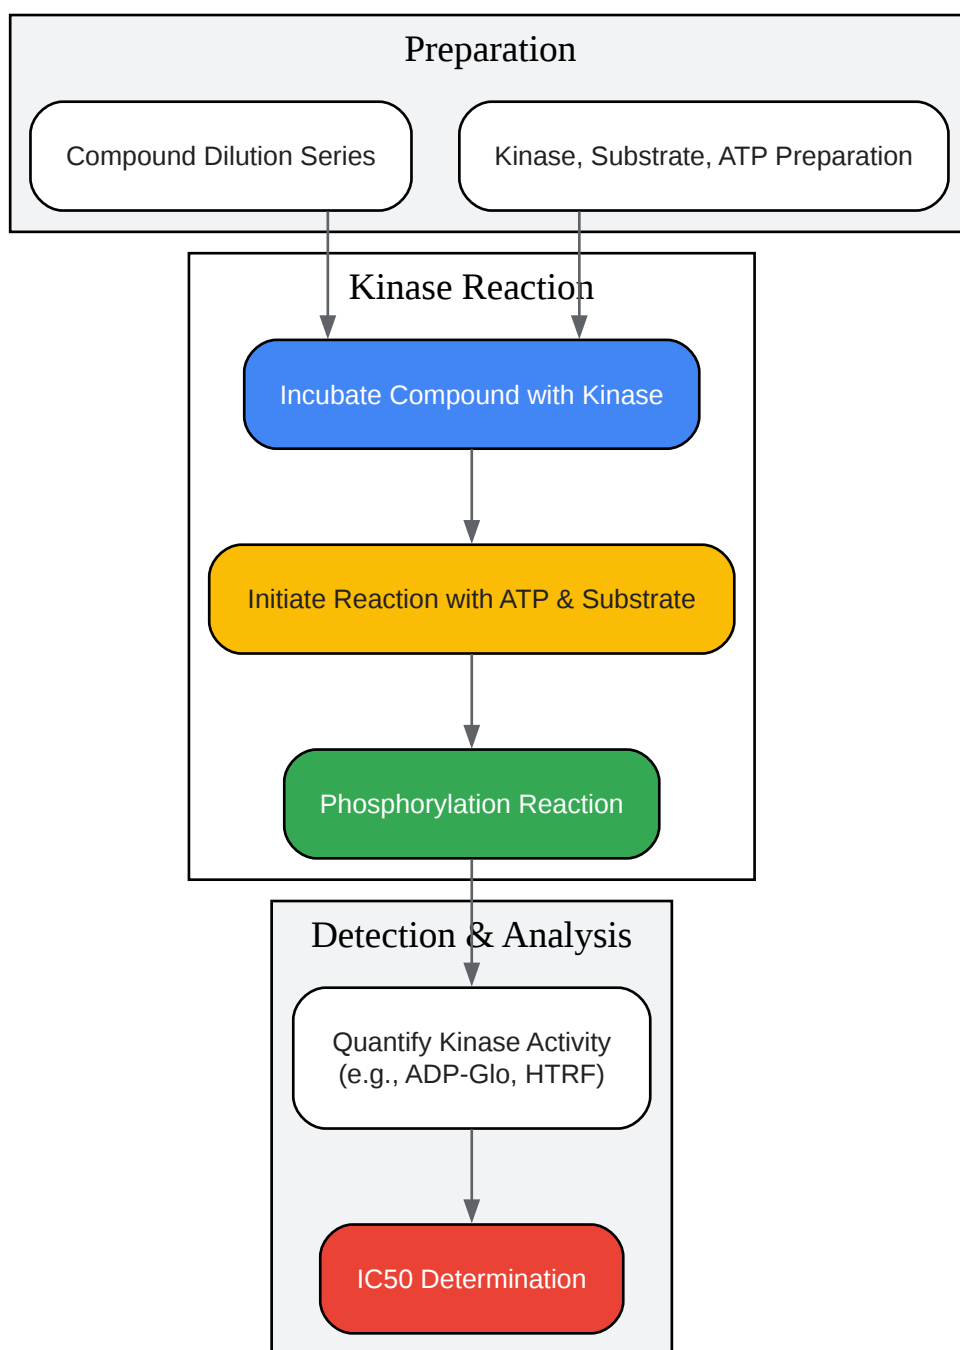 Preparation
Compound Dilution Series
Kinase, Substrate, ATP Preparation
Kinase Reaction
Incubate Compound with Kinase
Initiate Reaction with ATP & Substrate
Phosphorylation Reaction
Detection & Analysis
Quantify Kinase Activity
(e.g., ADP-Glo, HTRF)
IC50 Determination